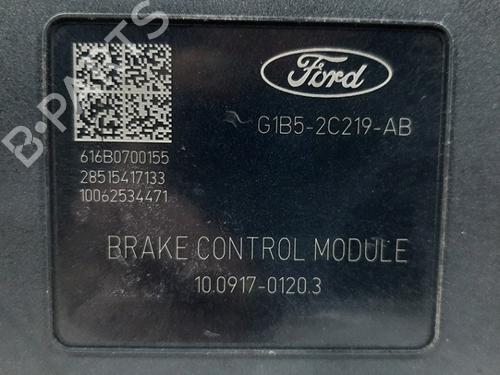 Ford
G1B5-2C219-AB
616B0700155
28515417133
10062534471
BRAKE CONTROL MODULE
10.0917-0120.3
B-PARTS